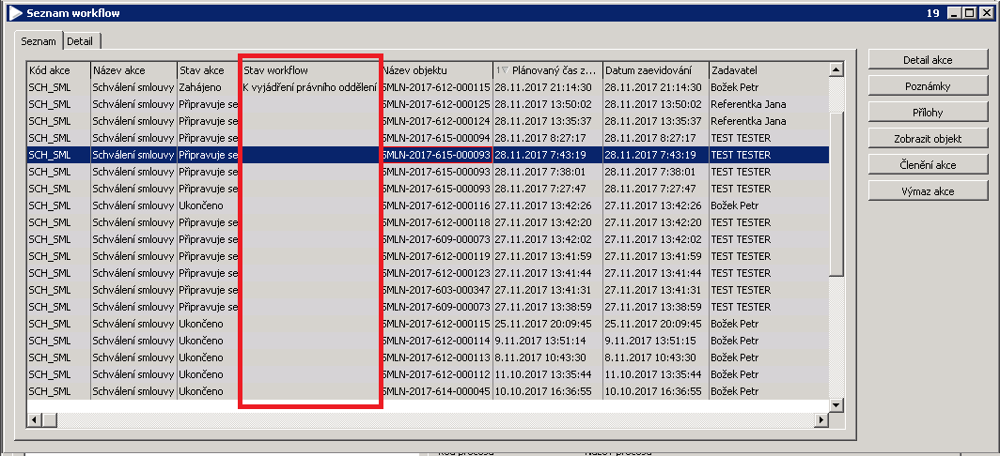 Seznam workflow 19
Seznam Detail
Kód akce Název akce Stav akce Stav workflow Název objektu 1 Plánovaný čas z... Datum zaevidování Zadavatel
SCH_SML Schválení smlouvy Zahájeno K vyjádření právního oddělení SMLN-2017-612-000115 28.11.2017 21:14:30 28.11.2017 21:14:30 Božek Petr
SCH_SML Schválení smlouvy Připravuje se SMLN-2017-612-000125 28.11.2017 13:50:02 28.11.2017 13:50:02 Referentka Jana
SCH_SML Schválení smlouvy Připravuje se SMLN-2017-612-000124 28.11.2017 13:35:37 28.11.2017 13:35:37 Referentka Jana
SCH_SML Schválení smlouvy Připravuje se SMLN-2017-615-000094 28.11.2017 8:27:17 28.11.2017 8:27:17 TEST TESTER
SCH_SML Schválení smlouvy Připravuje se SMLN-2017-615-000093 28.11.2017 7:43:19 28.11.2017 7:43:19 TEST TESTER
SCH_SML Schválení smlouvy Připravuje se SMLN-2017-615-000093 28.11.2017 7:38:01 28.11.2017 7:38:01 TEST TESTER
SCH_SML Schválení smlouvy Připravuje se SMLN-2017-615-000093 28.11.2017 7:27:47 28.11.2017 7:27:47 TEST TESTER
SCH_SML Schválení smlouvy Ukončeno SMLN-2017-612-000116 27.11.2017 13:42:26 27.11.2017 13:42:26 Božek Petr
SCH_SML Schválení smlouvy Připravuje se SMLN-2017-612-000118 27.11.2017 13:42:20 27.11.2017 13:42:20 TEST TESTER
SCH_SML Schválení smlouvy Připravuje se SMLN-2017-609-000073 27.11.2017 13:42:02 27.11.2017 13:42:02 TEST TESTER
SCH_SML Schválení smlouvy Připravuje se SMLN-2017-612-000119 27.11.2017 13:41:59 27.11.2017 13:41:59 TEST TESTER
SCH_SML Schválení smlouvy Připravuje se SMLN-2017-612-000123 27.11.2017 13:41:44 27.11.2017 13:41:44 TEST TESTER
SCH_SML Schválení smlouvy Připravuje se SMLN-2017-603-000347 27.11.2017 13:41:31 27.11.2017 13:41:31 TEST TESTER
SCH_SML Schválení smlouvy Připravuje se SMLN-2017-609-000073 27.11.2017 13:38:59 27.11.2017 13:38:59 TEST TESTER
SCH_SML Schválení smlouvy Ukončeno SMLN-2017-612-000115 25.11.2017 20:09:45 25.11.2017 20:09:45 Božek Petr
SCH_SML Schválení smlouvy Ukončeno SMLN-2017-612-000114 9.11.2017 13:51:14 9.11.2017 13:51:15 Božek Petr
SCH_SML Schválení smlouvy Ukončeno SMLN-2017-612-000113 8.11.2017 10:43:30 8.11.2017 10:43:30 Božek Petr
SCH_SML Schválení smlouvy Ukončeno SMLN-2017-612-000112 11.10.2017 13:35:44 11.10.2017 13:35:44 Božek Petr
SCH_SML Schválení smlouvy Ukončeno SMLN-2017-614-000045 10.10.2017 16:36:55 10.10.2017 16:36:55 Božek Petr
Detail akce
Poznámky
Přílohy
Zobrazit objekt
Členění akce
Výmaz akce